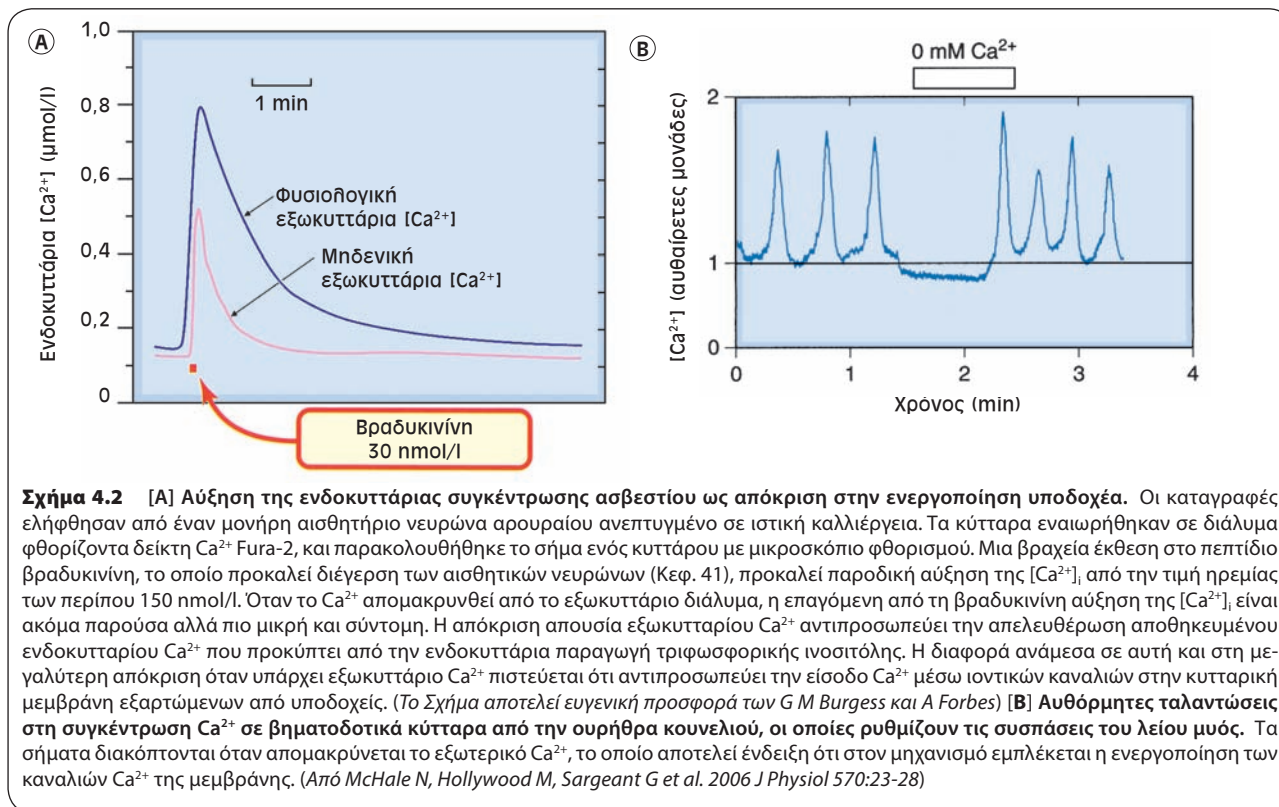 Α
1,0
0,8
0,6
0,4
0,2
0
Ενδοκυττάρια [Ca²⁺] (μmol/l)
1 min
Φυσιολογική
εξωκυττάρια [Ca²⁺]
Μηδενική
εξωκυττάρια [Ca²⁺]
Βραδυκινίνη
30 nmol/l
Β
0 mM Ca²⁺
[Ca²⁺] (αυθαίρετες μονάδες)
2
1
0
0 1 2 3 4
Χρόνος (min)
Σχήμα 4.2 [Α] Αύξηση της ενδοκυττάριας συγκέντρωσης ασβεστίου ως απόκριση στην ενεργοποίηση υποδοχέα. Οι καταγραφές
ελήφθησαν από έναν μονήρη αισθητήριο νευρώνα αρουραίου ανεπτυγμένο σε ιστική καλλιέργεια. Τα κύτταρα εναιωρήθηκαν σε διάλυμα
φθορίζοντα δείκτη Ca²⁺ Fura-2, και παρακολουθήθηκε το σήμα ενός κυττάρου με μικροσκόπιο φθορισμού. Μια βραχεία έκθεση στο πεπτίδιο
βραδυκινίνη, το οποίο προκαλεί διέγερση των αισθητικών νευρώνων (Κεφ. 41), προκαλεί παροδική αύξηση της [Ca²⁺]ᵢ από την τιμή ηρεμίας
των περίπου 150 nmol/l. Όταν το Ca²⁺ απομακρυνθεί από το εξωκυττάριο διάλυμα, η επαγόμενη από τη βραδυκινίνη αύξηση της [Ca²⁺]ᵢ είναι
ακόμα παρούσα αλλά πιο μικρή και σύντομη. Η απόκριση απουσία εξωκυτταρίου Ca²⁺ αντιπροσωπεύει την απελευθέρωση αποθηκευμένου
ενδοκυτταρίου Ca²⁺ που προκύπτει από την ενδοκυττάρια παραγωγή τριφωσφορικής ινοσιτόλης. Η διαφορά ανάμεσα σε αυτή και στη με-
γαλύτερη απόκριση όταν υπάρχει εξωκυττάριο Ca²⁺ πιστεύεται ότι αντιπροσωπεύει την είσοδο Ca²⁺ μέσω ιοντικών καναλιών στην κυτταρική
μεμβράνη εξαρτώμενων από υποδοχείς. (Το Σχήμα αποτελεί ευγενική προσφορά των G M Burgess και A Forbes) [Β] Αυθόρμητες ταλαντώσεις
στη συγκέντρωση Ca²⁺ σε βηματοδοτικά κύτταρα από την ουρήθρα κουνελιού, οι οποίες ρυθμίζουν τις συσπάσεις του λείου μυός. Τα
σήματα διακόπτονται όταν απομακρύνεται το εξωτερικό Ca²⁺, το οποίο αποτελεί ένδειξη ότι στον μηχανισμό εμπλέκεται η ενεργοποίηση των
καναλιών Ca²⁺ της μεμβράνης. (Από McHale N, Hollywood M, Sargeant G et al. 2006 J Physiol 570:23-28)